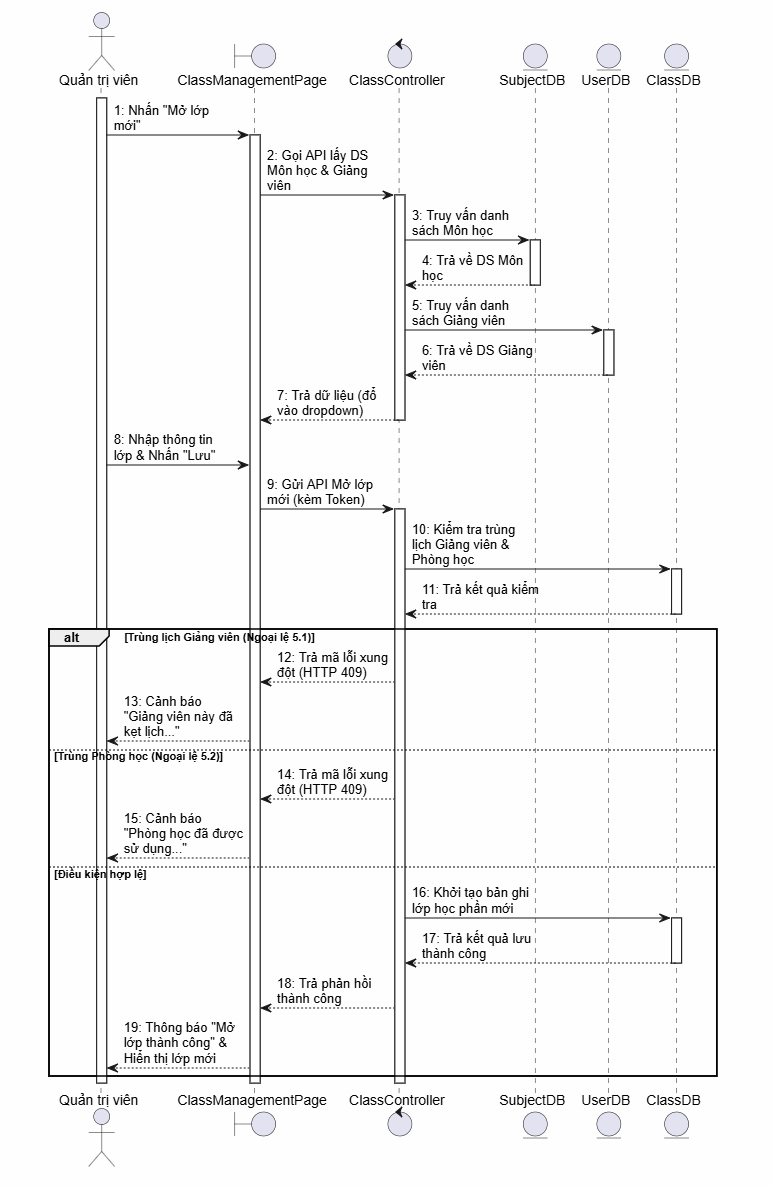 Quản trị viên
ClassManagementPage
ClassController
SubjectDB
UserDB
ClassDB
1: Nhấn "Mở lớp
mới"
2: Gọi API lấy DS
Môn học & Giảng
viên
3: Truy vấn danh
sách Môn học
4: Trả về DS Môn
học
5: Truy vấn danh
sách Giảng viên
6: Trả về DS Giảng
viên
7: Trả dữ liệu (đổ
vào dropdown)
8: Nhập thông tin
lớp & Nhấn "Lưu"
9: Gửi API Mở lớp
mới (kèm Token)
10: Kiểm tra trùng
lịch Giảng viên &
Phòng học
11: Trả kết quả kiểm
tra
alt
[Trùng lịch Giảng viên (Ngoại lệ 5.1)]
12: Trả mã lỗi xung
đột (HTTP 409)
13: Cảnh báo
"Giảng viên này đã
kẹt lịch..."
[Trùng Phòng học (Ngoại lệ 5.2)]
14: Trả mã lỗi xung
đột (HTTP 409)
15: Cảnh báo
"Phòng học đã được
sử dụng..."
[Điều kiện hợp lệ]
16: Khởi tạo bản ghi
lớp học phần mới
17: Trả kết quả lưu
thành công
18: Trả phản hồi
thành công
19: Thông báo "Mở
lớp thành công" &
Hiển thị lớp mới
Quản trị viên
ClassManagementPage
ClassController
SubjectDB
UserDB
ClassDB